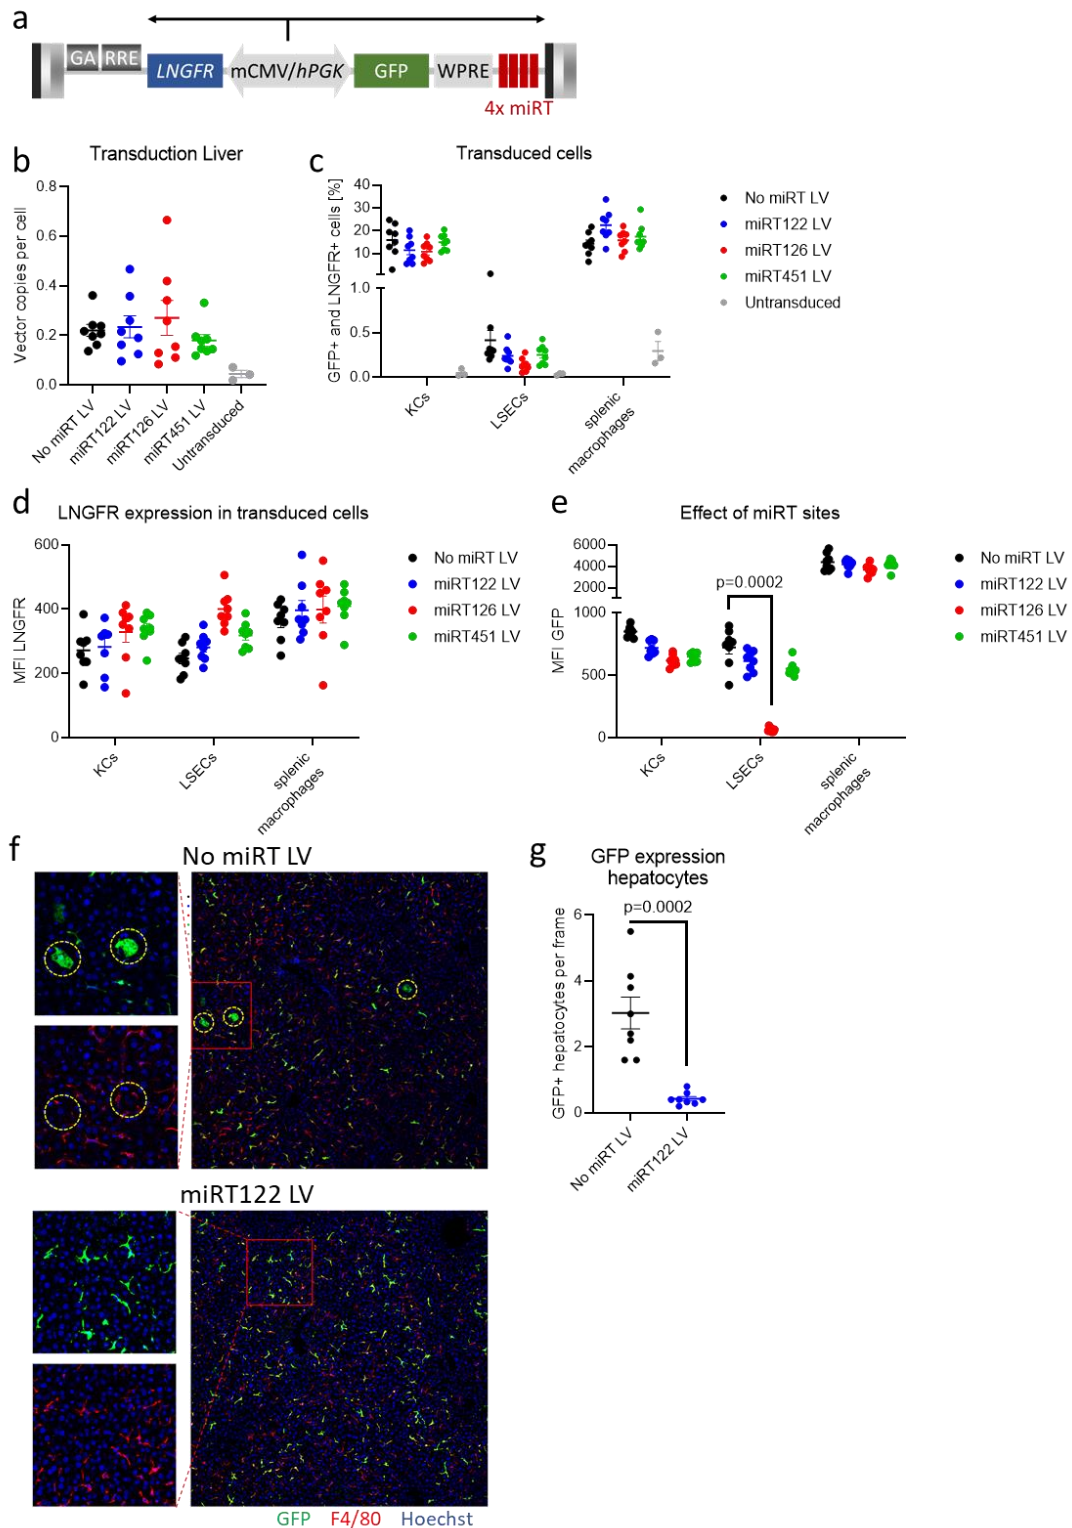 a
GA RRE LNGFR mCMV/hPGK GFP WPRE
4x miRT
b
Transduction Liver
Vector copies per cell
0.8
0.6
0.4
0.2
0.0
No miRT LV
miRT122 LV
miRT126 LV
miRT451 LV
Untransduced
c
Transduced cells
GFP+ and LNGFR+ cells [%]
40
30
20
10
1.0
0.5
0.0
KCs
LSECs
splenic
macrophages
No miRT LV
miRT122 LV
miRT126 LV
miRT451 LV
Untransduced
d
LNGFR expression in transduced cells
MFI LNGFR
600
400
200
0
KCs
LSECs
splenic
macrophages
No miRT LV
miRT122 LV
miRT126 LV
miRT451 LV
e
Effect of miRT sites
MFI GFP
6000
4000
2000
1000
500
0
p=0.0002
KCs
LSECs
splenic
macrophages
No miRT LV
miRT122 LV
miRT126 LV
miRT451 LV
f
No miRT LV
miRT122 LV
GFP F4/80 Hoechst
g
GFP expression
hepatocytes
p=0.0002
GFP+ hepatocytes per frame
6
4
2
0
No miRT LV
miRT122 LV